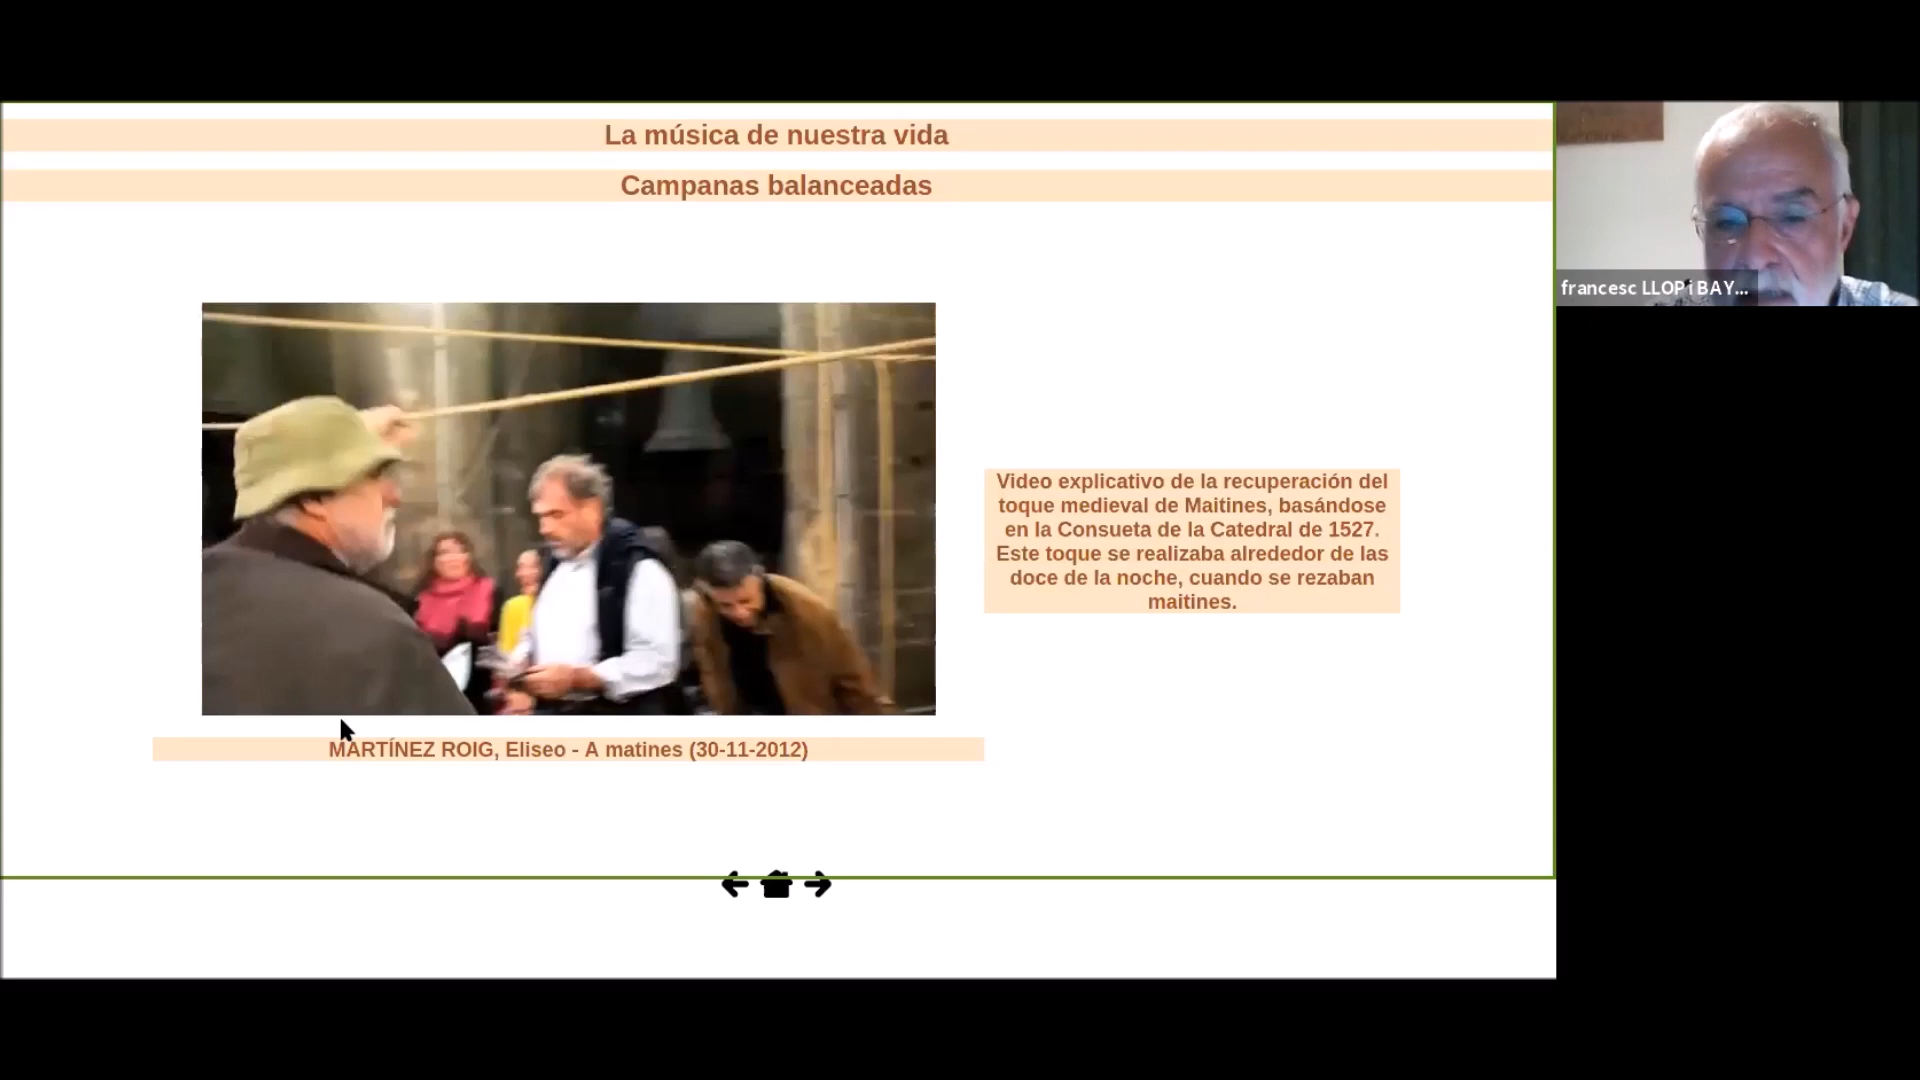 La música de nuestra vida
Campanas balanceadas
Video explicativo de la recuperación del
toque medieval de Maitines, basándose
en la Consueta de la Catedral de 1527.
Este toque se realizaba alrededor de las
doce de la noche, cuando se rezaban
maitines.
MARTÍNEZ ROIG, Eliseo - A matines (30-11-2012)
francesc LLOP i BAY...